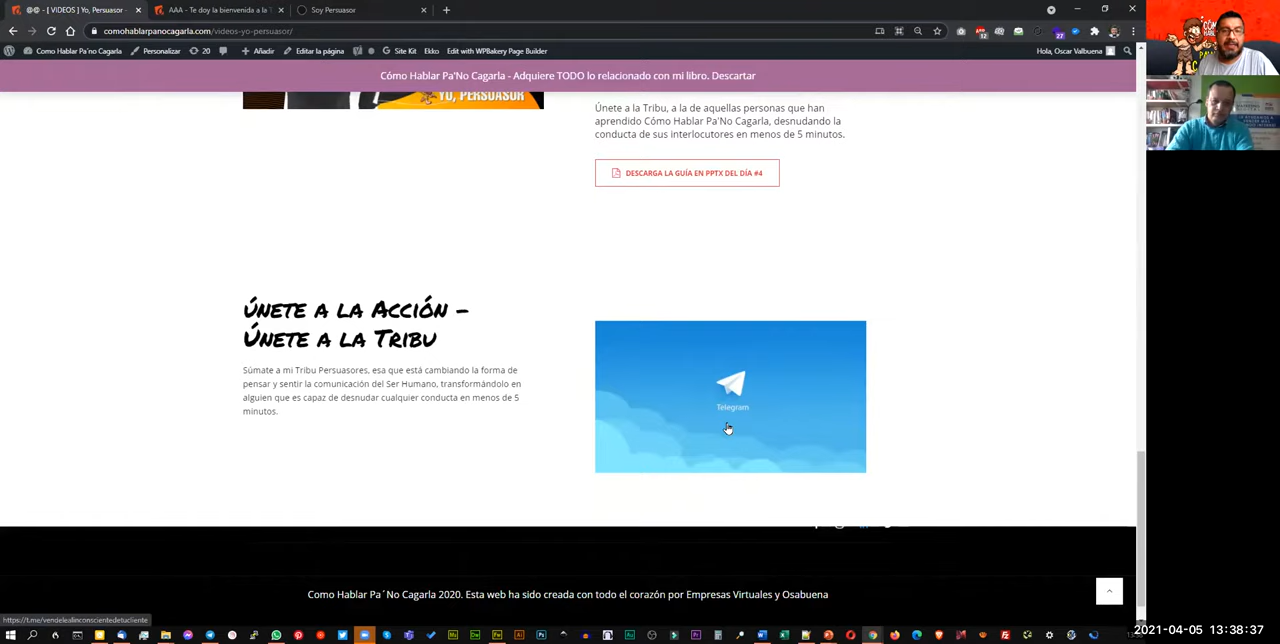 @@ - [ VIDEOS ] Yo, Persuasor -
AAA - Te doy la bienvenida a la T
Soy Persuasor
comohablarpanocagarla.com/videos-yo-persuasor/
Como Hablar Pa'no Cagarla
Personalizar
20
Añadir
Editar la página
Site Kit
Ekko
Edit with WPBakery Page Builder
Hola, Oscar Valbuena
Cómo Hablar Pa'No Cagarla - Adquiere TODO lo relacionado con mi libro. Descartar
YO, PERSUASOR
Únete a la Tribu, a la de aquellas personas que han
aprendido Cómo Hablar Pa'No Cagarla, desnudando la
conducta de sus interlocutores en menos de 5 minutos.
DESCARGA LA GUÍA EN PPTX DEL DÍA #4
ÚNETE A LA ACCIÓN –
ÚNETE A LA TRIBU
Súmate a mi Tribu Persuasores, esa que está cambiando la forma de
pensar y sentir la comunicación del Ser Humano, transformándolo en
alguien que es capaz de desnudar cualquier conducta en menos de 5
minutos.
Telegram
Como Hablar Pa´No Cagarla 2020. Esta web ha sido creada con todo el corazón por Empresas Virtuales y Osabuena
https://t.me/vendelealinconscientedetucliente
2021-04-05 13:38:37